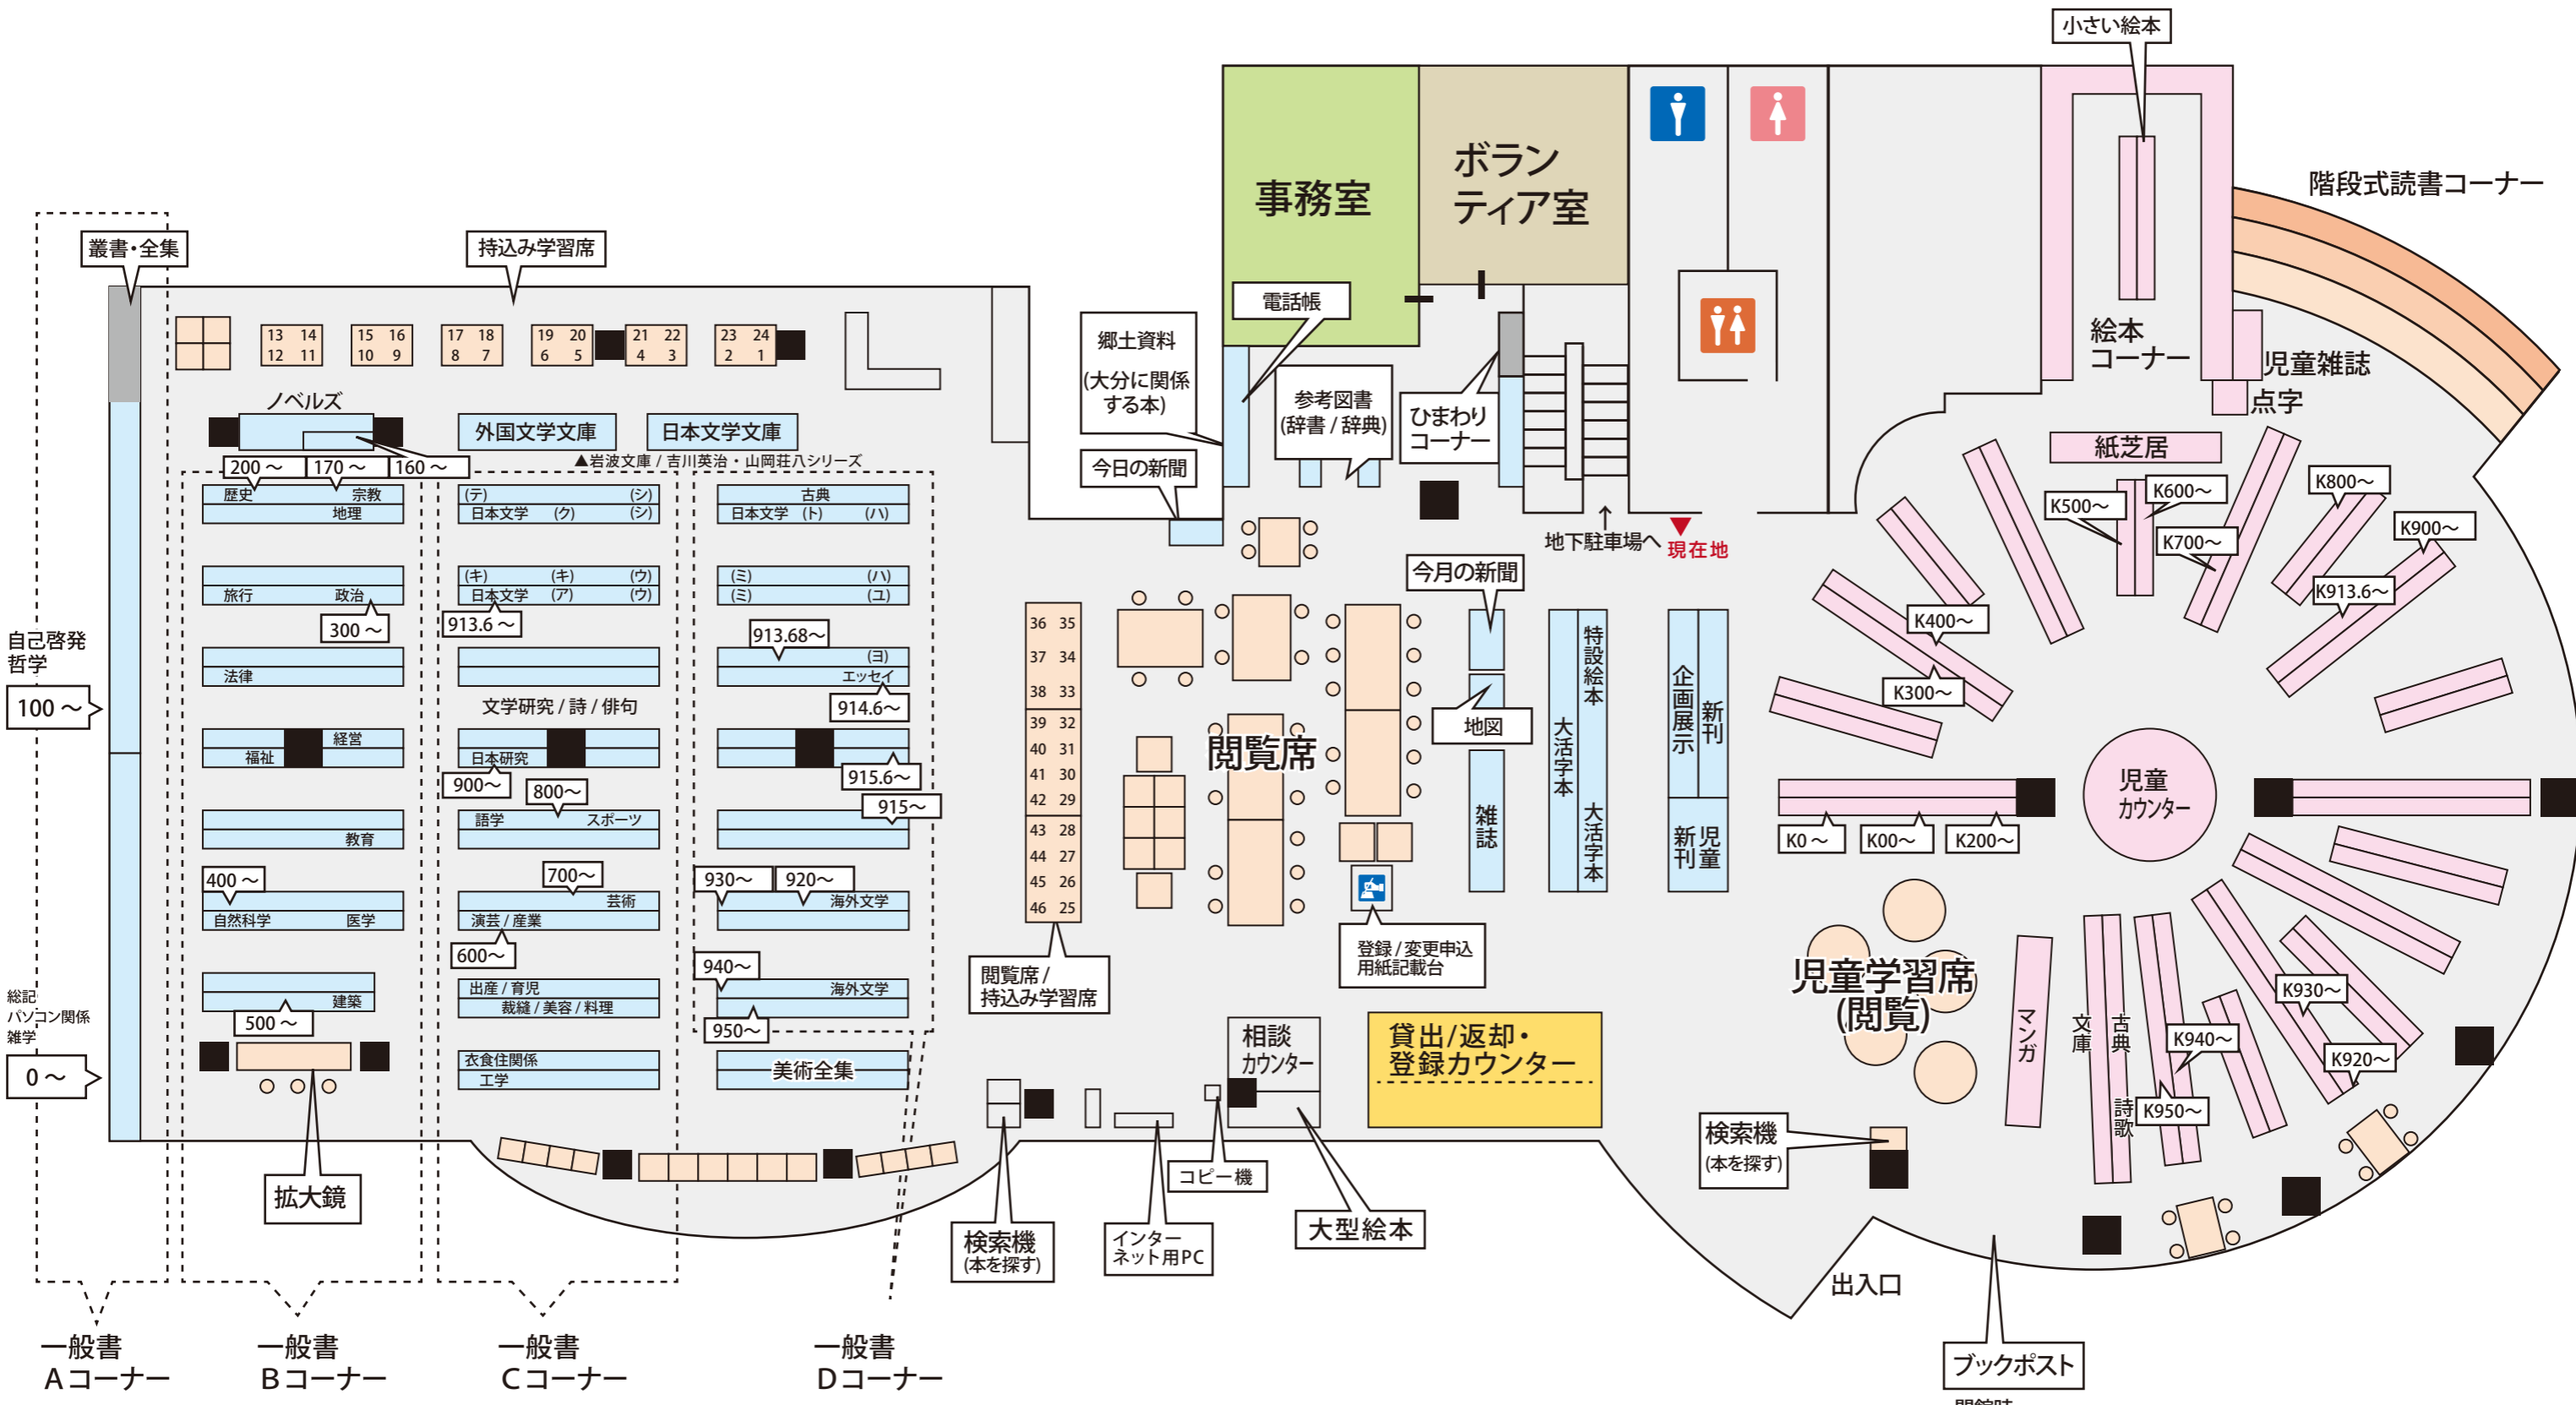 小さい絵本
階段式読書コーナー
事務室
ボラン
ティア室
叢書・全集
持込み学習席
電話帳
郷土資料
(大分に関係
する本)
参考図書
(辞書 / 辞典)
ひまわり
コーナー
今日の新聞
絵本
コーナー
児童雑誌
点字
紙芝居
13 14
12 11
15 16
10 9
17 18
8 7
19 20
6 5
21 22
4 3
23 24
2 1
ノベルズ
外国文学文庫
日本文学文庫
▲岩波文庫 / 吉川英治・山岡荘八シリーズ
200 〜
170 〜
160 〜
歴史 宗教
地理
旅行 政治
300 〜
法律
経営
福祉
教育
400 〜
自然科学 医学
建築
500 〜
拡大鏡
自己啓発
哲学
100 〜
総記
パソコン関係
雑学
0 〜
(テ) (シ)
日本文学 (ク) (シ)
(キ) (キ) (ウ)
日本文学 (ア) (ウ)
913.6 〜
文学研究 / 詩 / 俳句
日本研究
900〜
800〜
語学 スポーツ
700〜
芸術
演芸 / 産業
600〜
出産 / 育児
裁縫 / 美容 / 料理
衣食住関係
工学
古典
日本文学 (ト) (ハ)
(ミ) (ハ)
(ミ) (ユ)
913.68〜
(ヨ)
エッセイ
914.6〜
915.6〜
915〜
930〜
920〜
海外文学
940〜
海外文学
950〜
美術全集
36 35
37 34
38 33
39 32
40 31
41 30
42 29
43 28
44 27
45 26
46 25
閲覧席 /
持込み学習席
閲覧席
↑
地下駐車場へ
現在地
今月の新聞
地図
雑誌
特設絵本
大活字本
大活字本
企画展示
新刊
児童
新刊
登録 / 変更申込
用紙記載台
相談
カウンター
貸出/返却・
登録カウンター
検索機
(本を探す)
インター
ネット用PC
コピー機
大型絵本
K500〜
K600〜
K700〜
K800〜
K900〜
K913.6〜
K400〜
K300〜
児童
カウンター
K0 〜
K00〜
K200〜
児童学習席
(閲覧)
マンガ
文庫
古典
詩歌
K940〜
K950〜
K930〜
K920〜
検索機
(本を探す)
出入口
ブックポスト
一般書
Aコーナー
一般書
Bコーナー
一般書
Cコーナー
一般書
Dコーナー